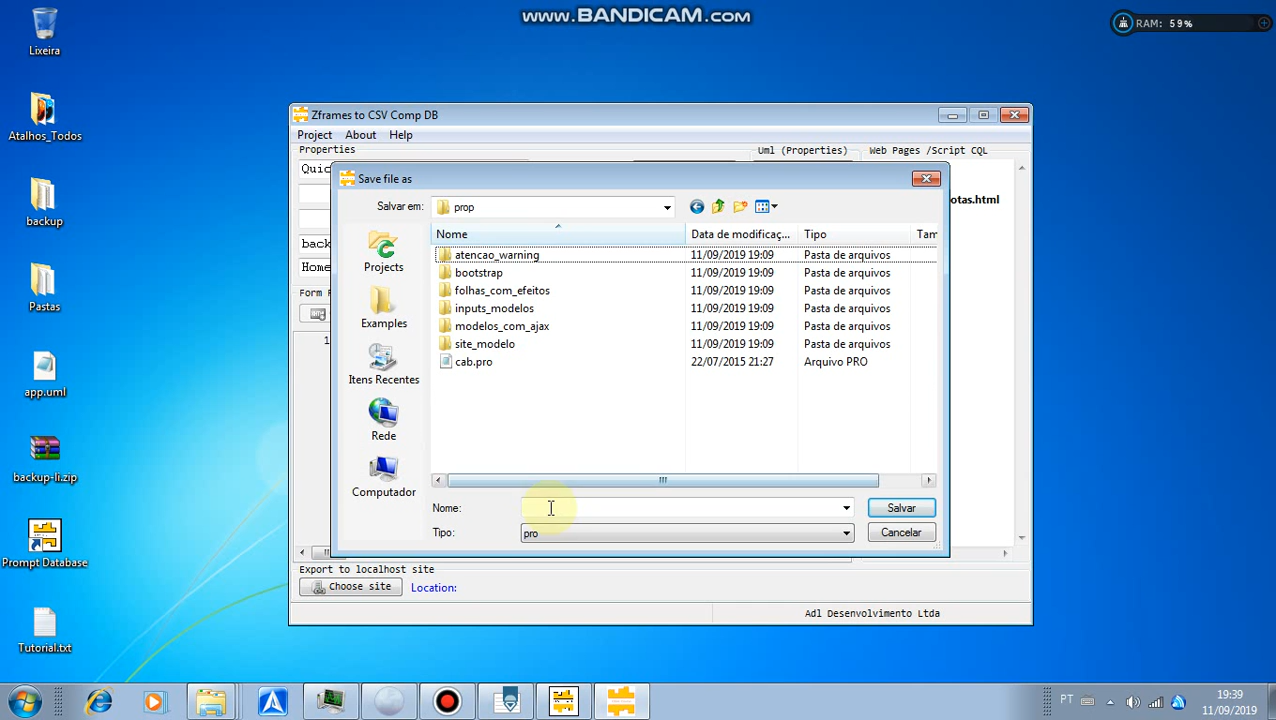 www.BANDICAM.com
RAM: 59%
Lixeira
Atalhos_Todos
backup
Pastas
app.uml
backup-li.zip
Prompt Database
Tutorial.txt
Zframes to CSV Comp DB
Project About Help
Properties
Uml (Properties)
Web Pages /Script CQL
Quic
otas.html
back
Home
Form
1
Save file as
Salvar em: prop
Nome Data de modificaç... Tipo Tam
atencao_warning 11/09/2019 19:09 Pasta de arquivos
bootstrap 11/09/2019 19:09 Pasta de arquivos
folhas_com_efeitos 11/09/2019 19:09 Pasta de arquivos
inputs_modelos 11/09/2019 19:09 Pasta de arquivos
modelos_com_ajax 11/09/2019 19:09 Pasta de arquivos
site_modelo 11/09/2019 19:09 Pasta de arquivos
cab.pro 22/07/2015 21:27 Arquivo PRO
Projects
Examples
Itens Recentes
Rede
Computador
Nome: Salvar
Tipo: pro Cancelar
Export to localhost site
Choose site Location:
Adl Desenvolvimento Ltda
PT
19:39
11/09/2019